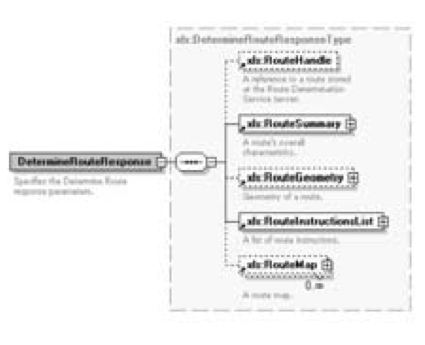 xls:DetermineRouteResponseType
xls:RouteHandle
A reference to a route stored
at the Route Determination
Service server.
xls:RouteSummary
A route's overall
characteristics.
DetermineRouteResponse
Specifies the Determine Route
response parameters.
xls:RouteGeometry
Geometry of a route.
xls:RouteInstructionsList
A list of route instructions.
xls:RouteMap
0..∞
A route map.